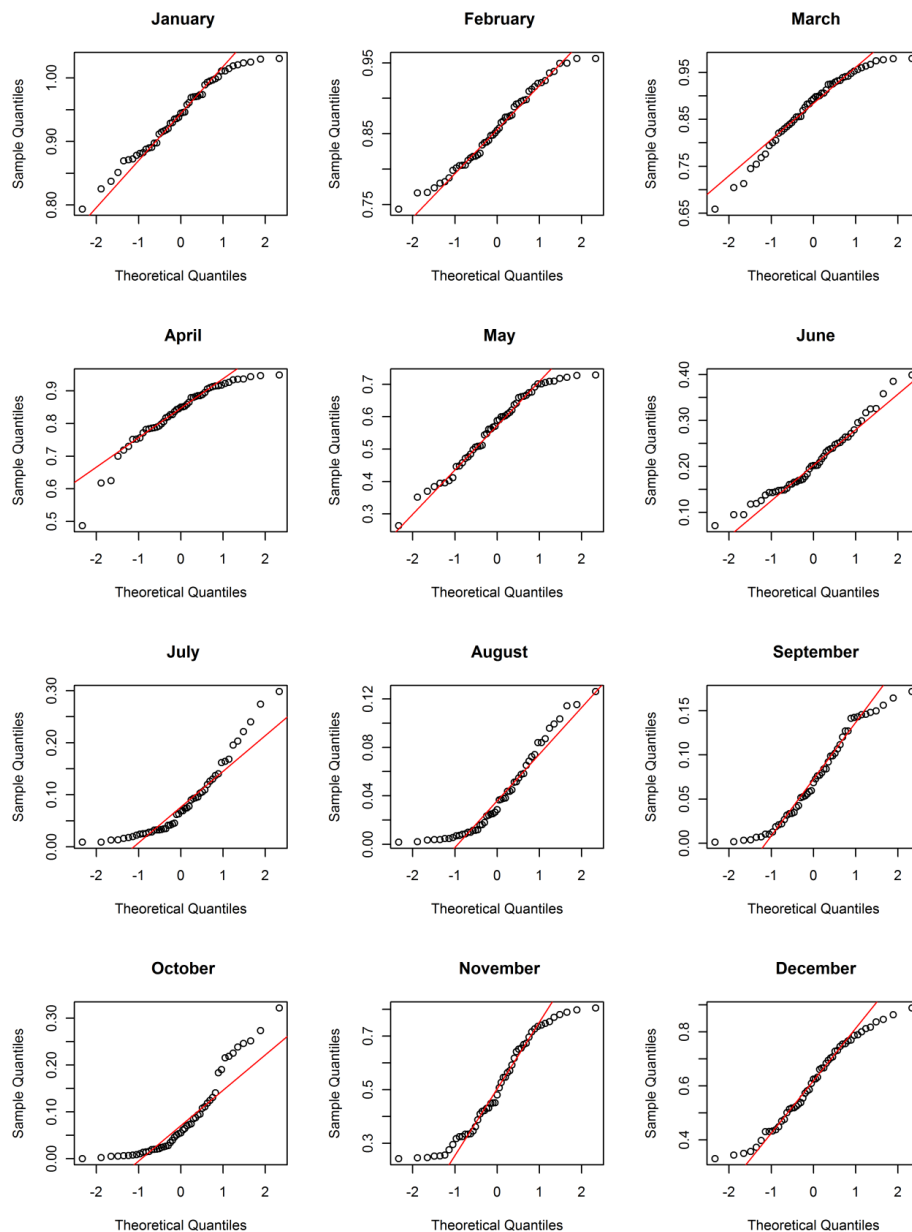 January
February
March
Sample Quantiles
0.80 0.90 1.00
-2 -1 0 1 2
Theoretical Quantiles
Sample Quantiles
0.75 0.85 0.95
-2 -1 0 1 2
Theoretical Quantiles
Sample Quantiles
0.65 0.75 0.85 0.95
-2 -1 0 1 2
Theoretical Quantiles
April
May
June
Sample Quantiles
0.5 0.6 0.7 0.8 0.9
-2 -1 0 1 2
Theoretical Quantiles
Sample Quantiles
0.3 0.4 0.5 0.6 0.7
-2 -1 0 1 2
Theoretical Quantiles
Sample Quantiles
0.10 0.20 0.30 0.40
-2 -1 0 1 2
Theoretical Quantiles
July
August
September
Sample Quantiles
0.00 0.10 0.20 0.30
-2 -1 0 1 2
Theoretical Quantiles
Sample Quantiles
0.00 0.04 0.08 0.12
-2 -1 0 1 2
Theoretical Quantiles
Sample Quantiles
0.00 0.05 0.10 0.15
-2 -1 0 1 2
Theoretical Quantiles
October
November
December
Sample Quantiles
0.00 0.10 0.20 0.30
-2 -1 0 1 2
Theoretical Quantiles
Sample Quantiles
0.3 0.5 0.7
-2 -1 0 1 2
Theoretical Quantiles
Sample Quantiles
0.4 0.6 0.8
-2 -1 0 1 2
Theoretical Quantiles